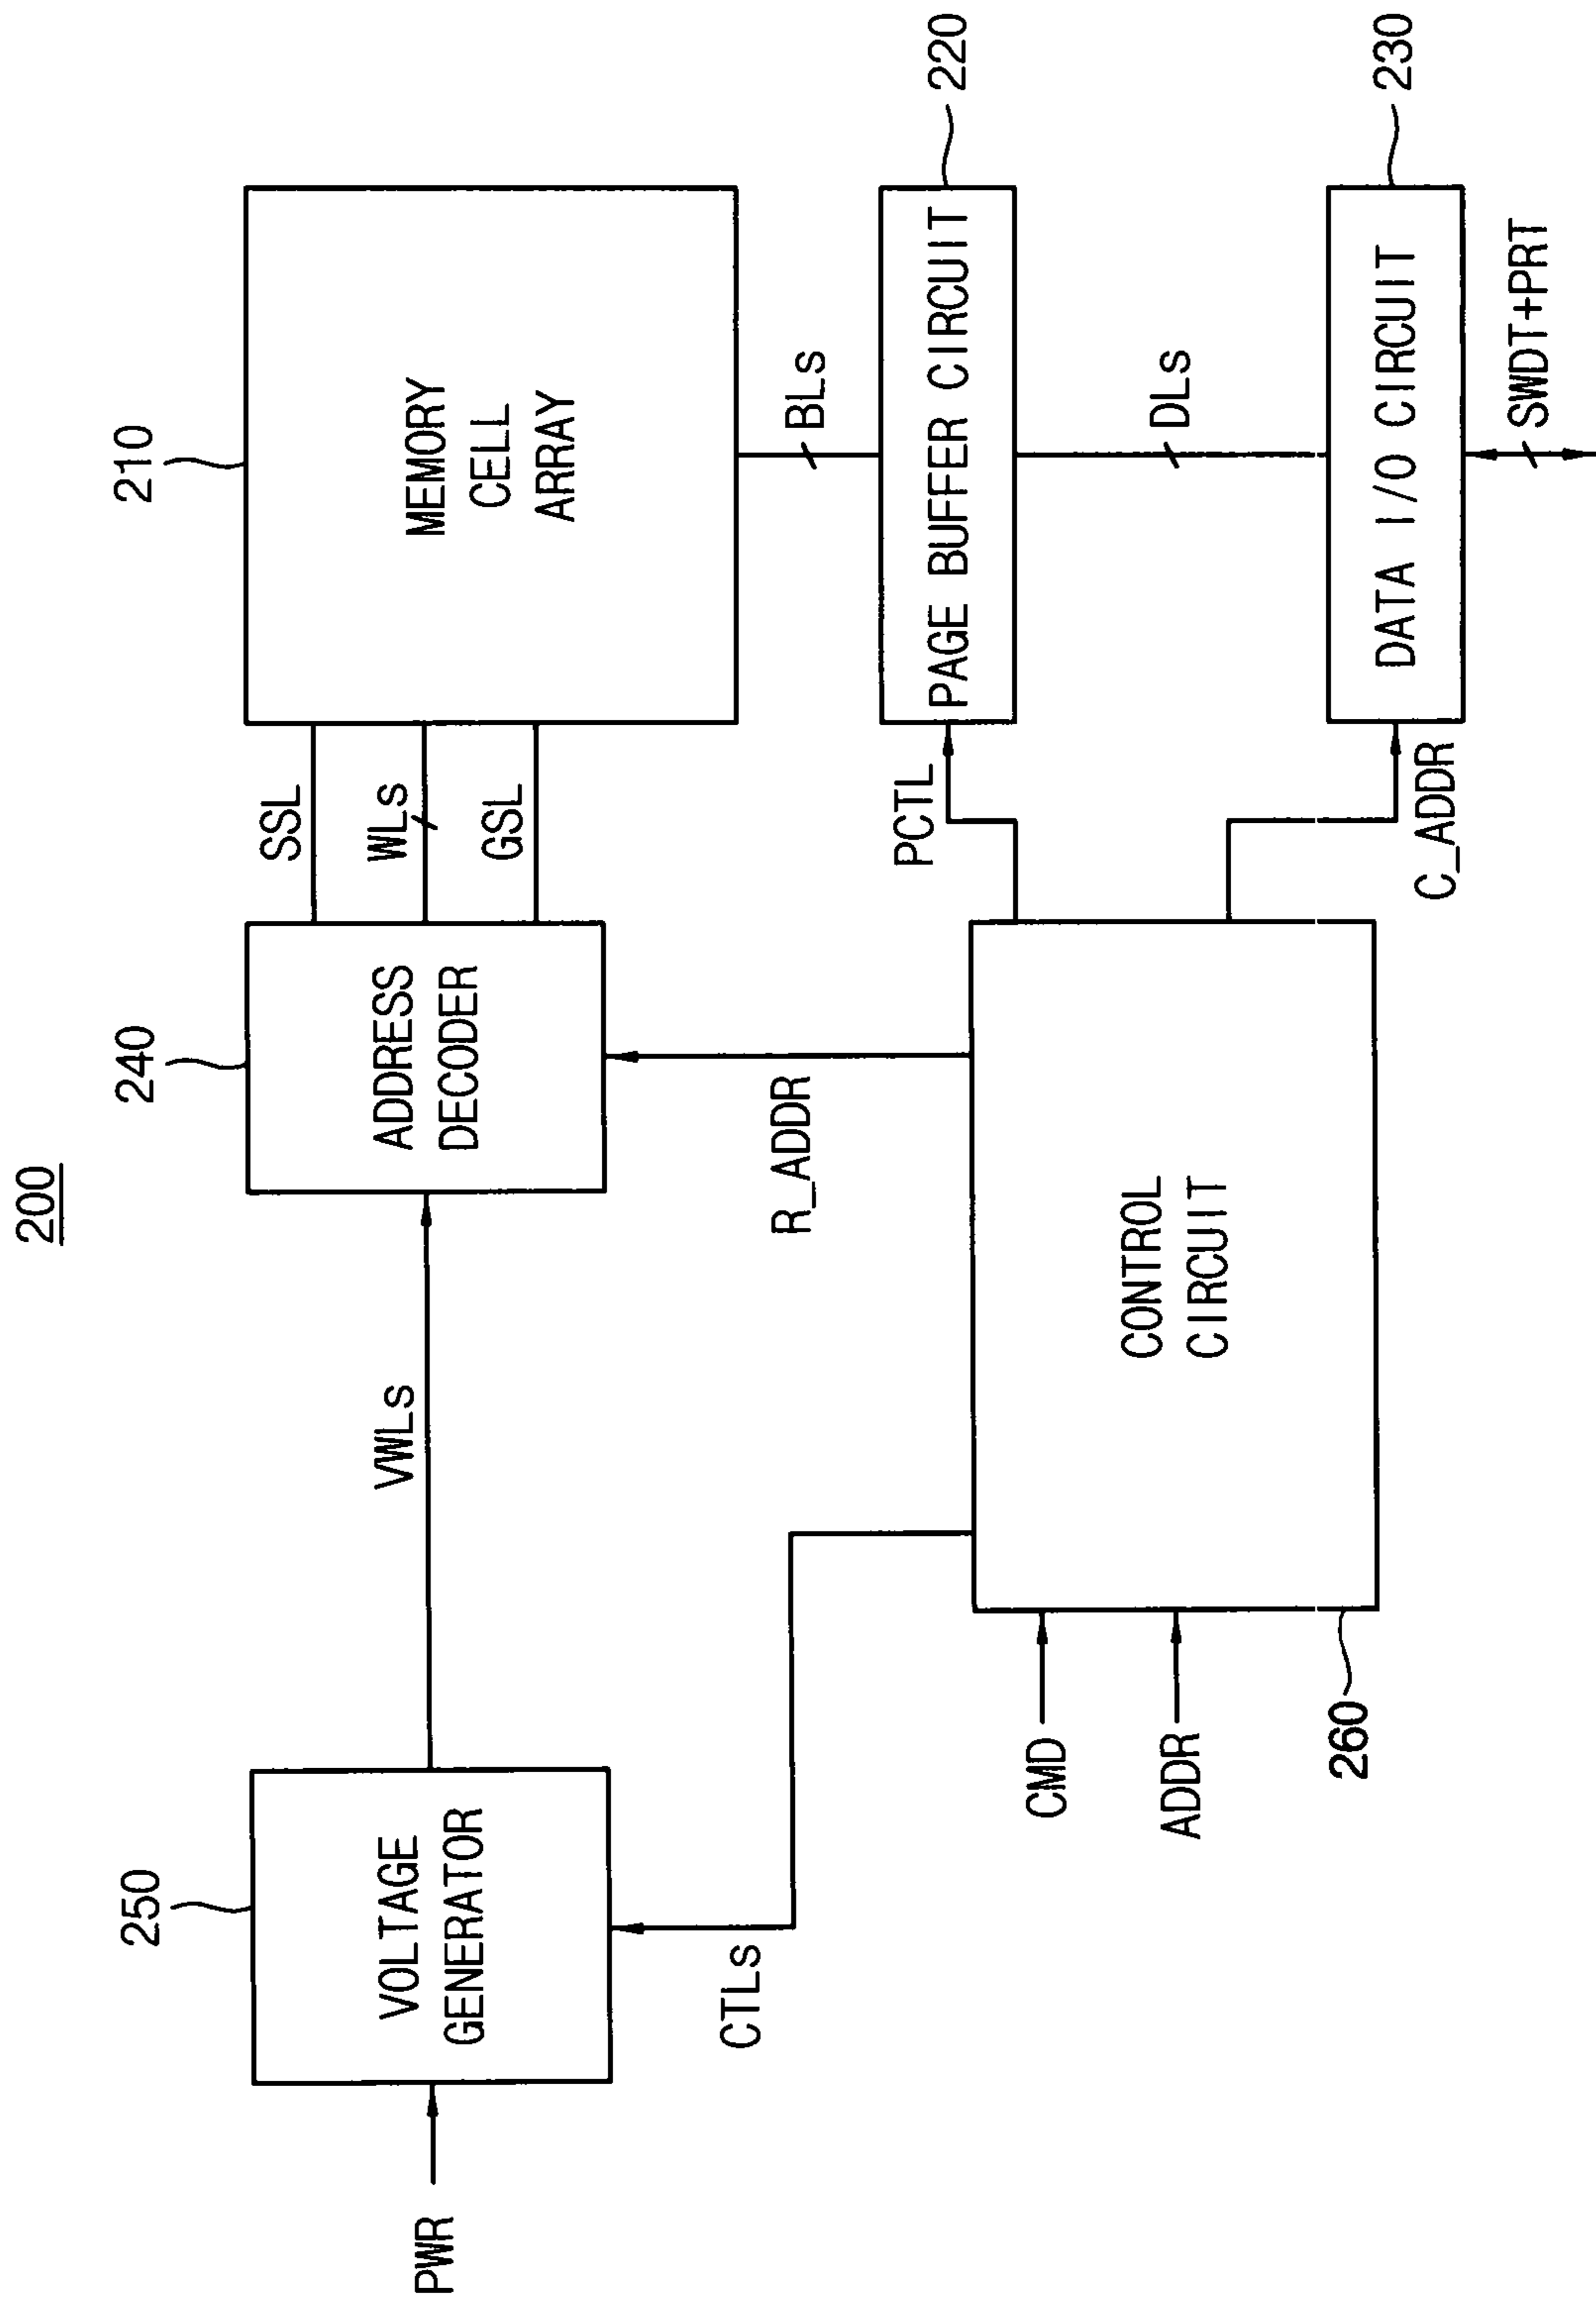 200
250
240
210
PWR
VOLTAGE
GENERATOR
VWLs
ADDRESS
DECODER
SSL
WLs
GSL
MEMORY
CELL
ARRAY
CTLs
R_ADDR
BLs
CMD
ADDR
260
CONTROL
CIRCUIT
PCTL
PAGE BUFFER CIRCUIT
220
DLs
C_ADDR
DATA I/O CIRCUIT
230
SWDT+PRT